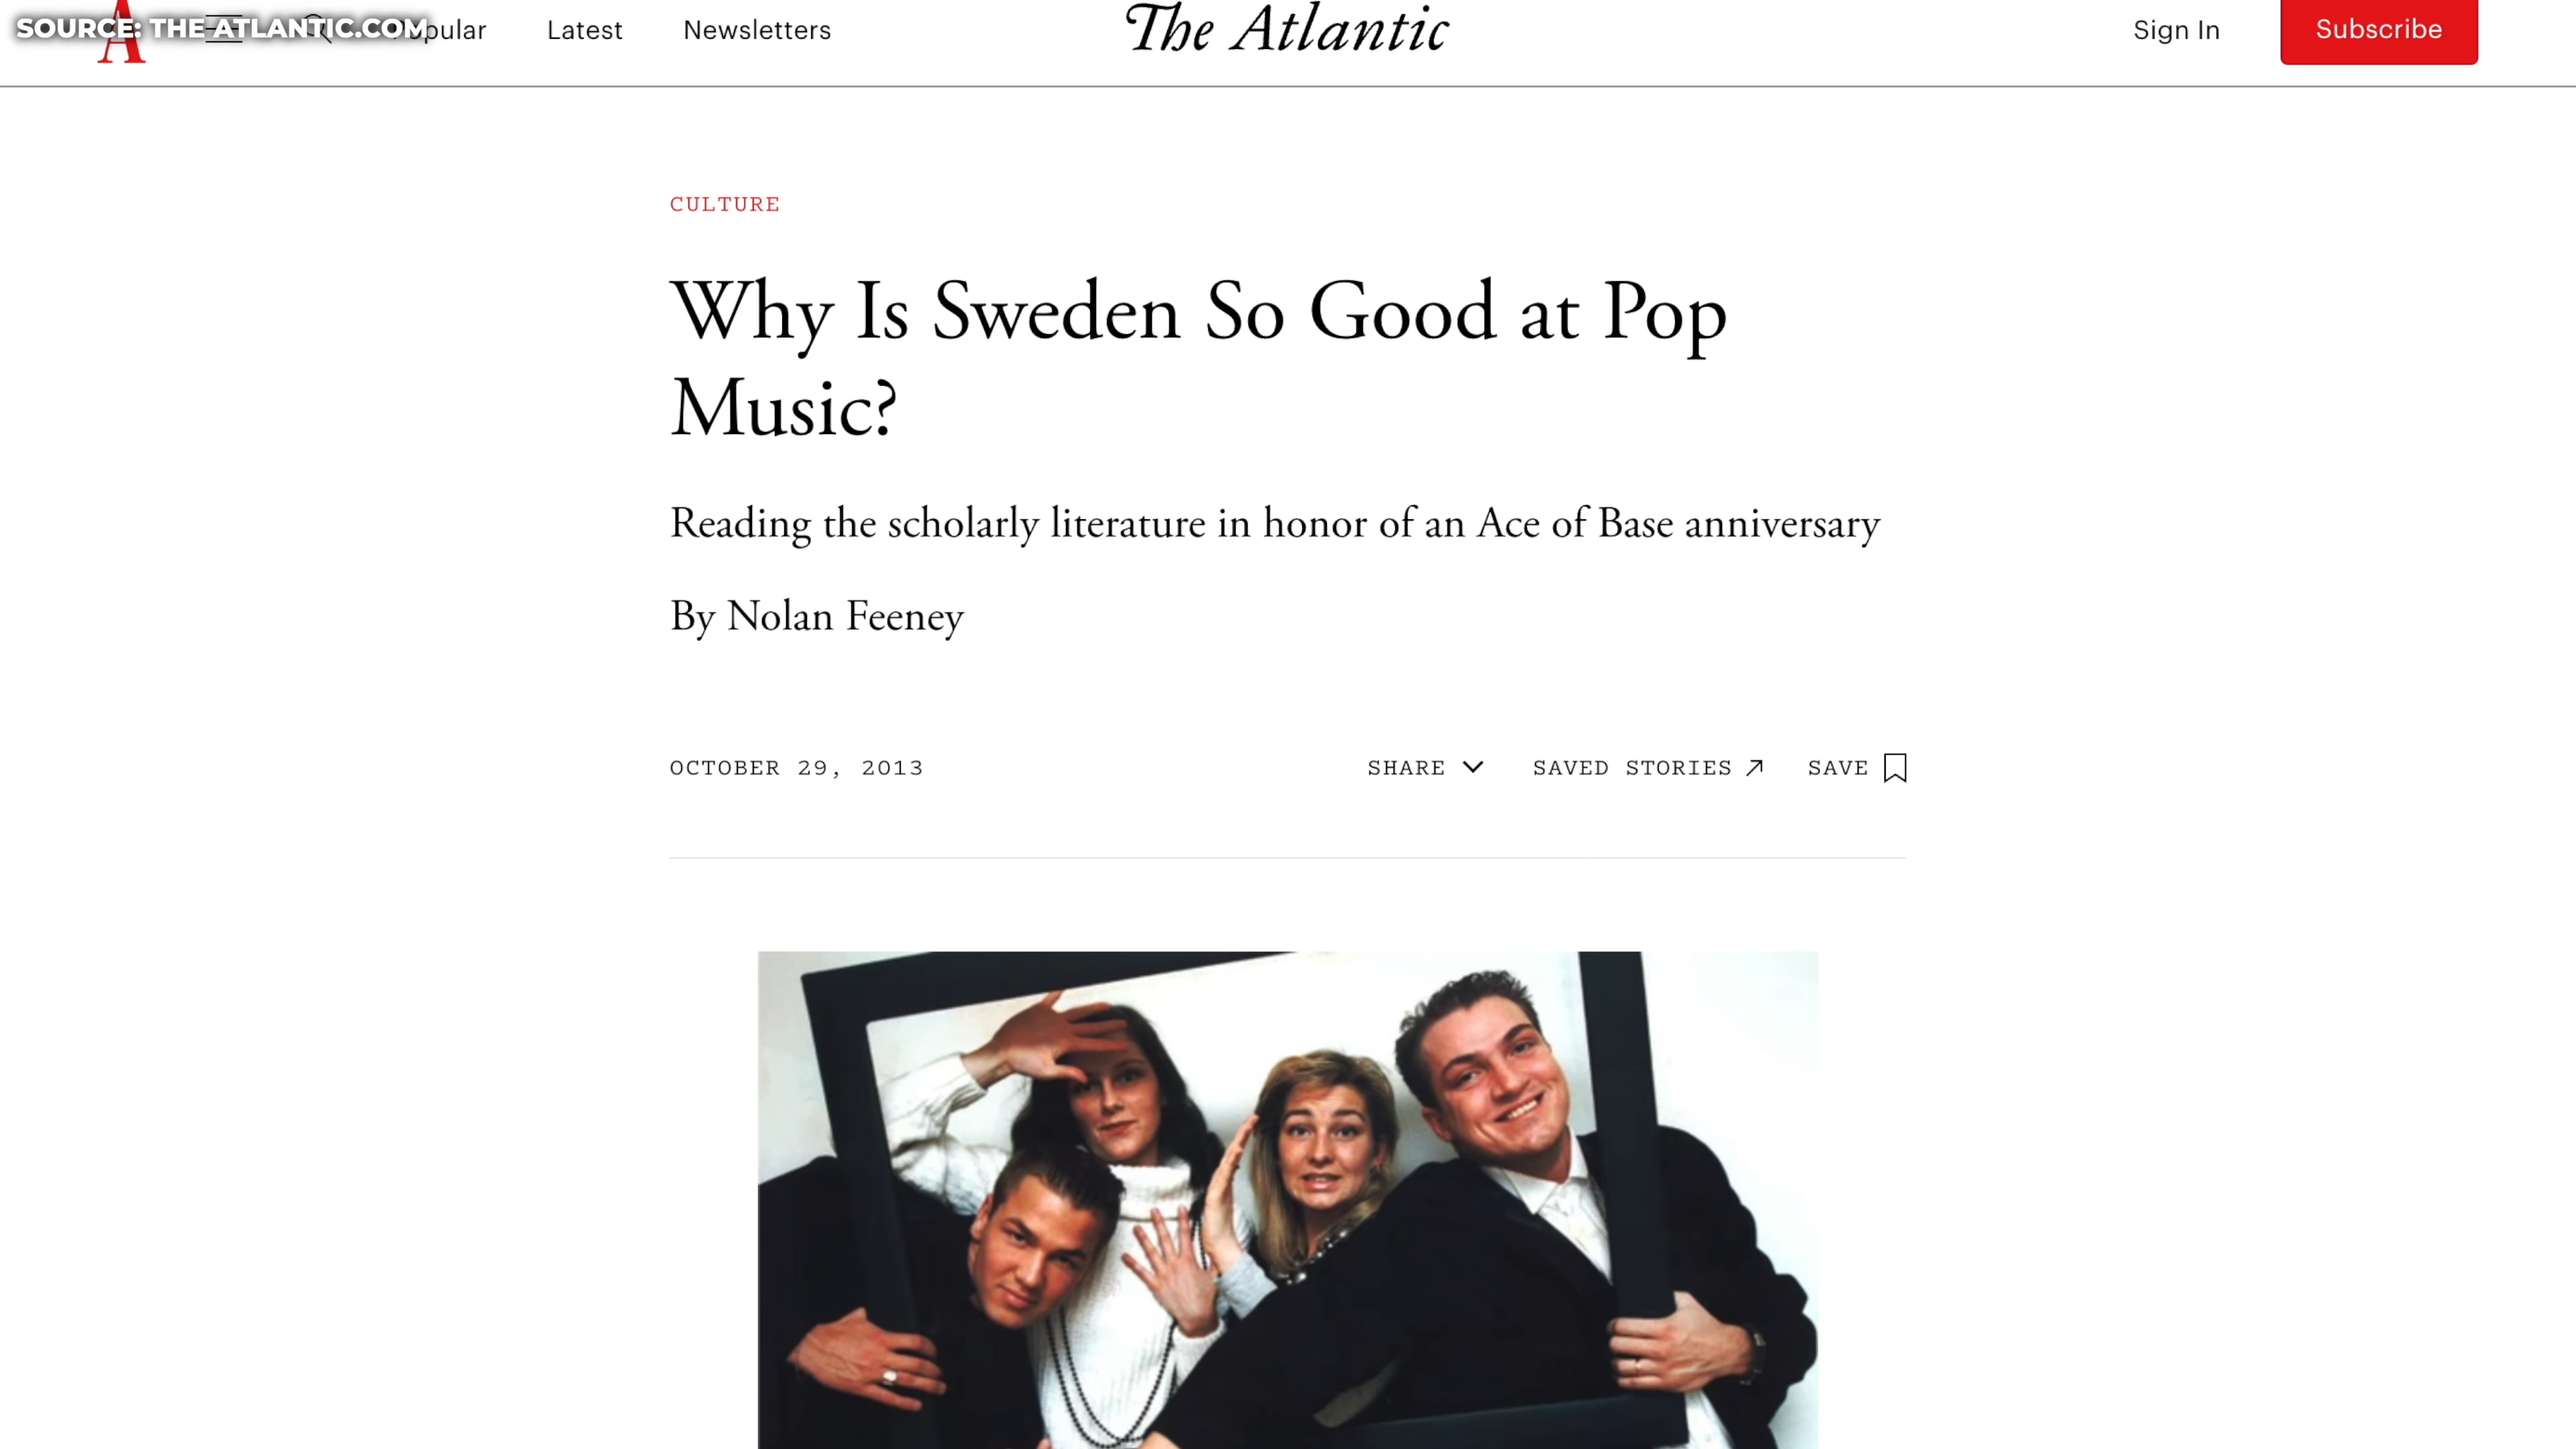 SOURCE: THE ATLANTIC.COM
Popular
Latest
Newsletters
The Atlantic
Sign In
Subscribe
CULTURE
Why Is Sweden So Good at Pop
Music?
Reading the scholarly literature in honor of an Ace of Base anniversary
By Nolan Feeney
OCTOBER 29, 2013
SHARE
SAVED STORIES
SAVE